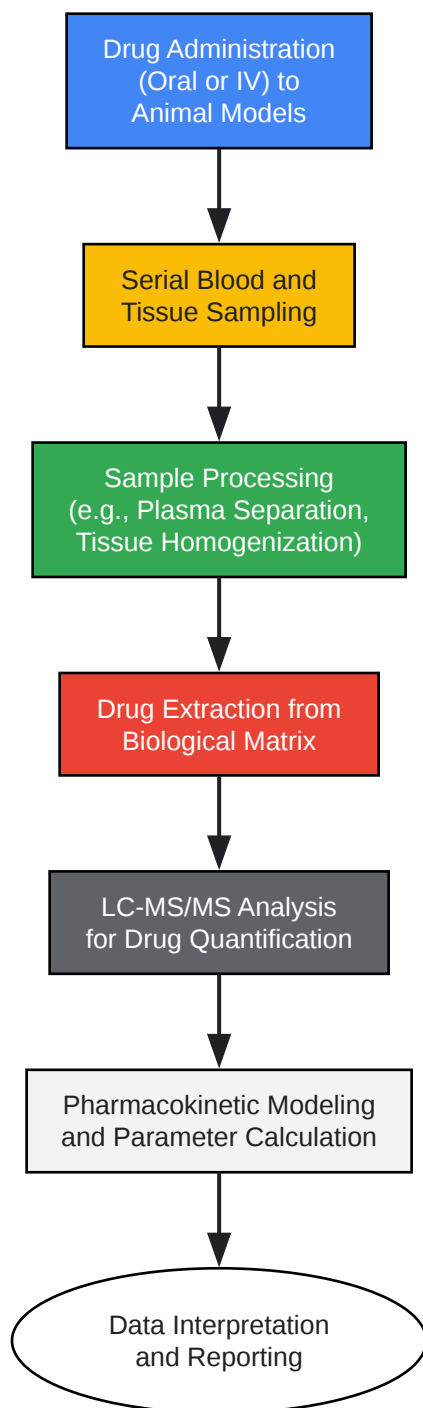 Drug Administration
(Oral or IV) to
Animal Models
Serial Blood and
Tissue Sampling
Sample Processing
(e.g., Plasma Separation,
Tissue Homogenization)
Drug Extraction from
Biological Matrix
LC-MS/MS Analysis
for Drug Quantification
Pharmacokinetic Modeling
and Parameter Calculation
Data Interpretation
and Reporting